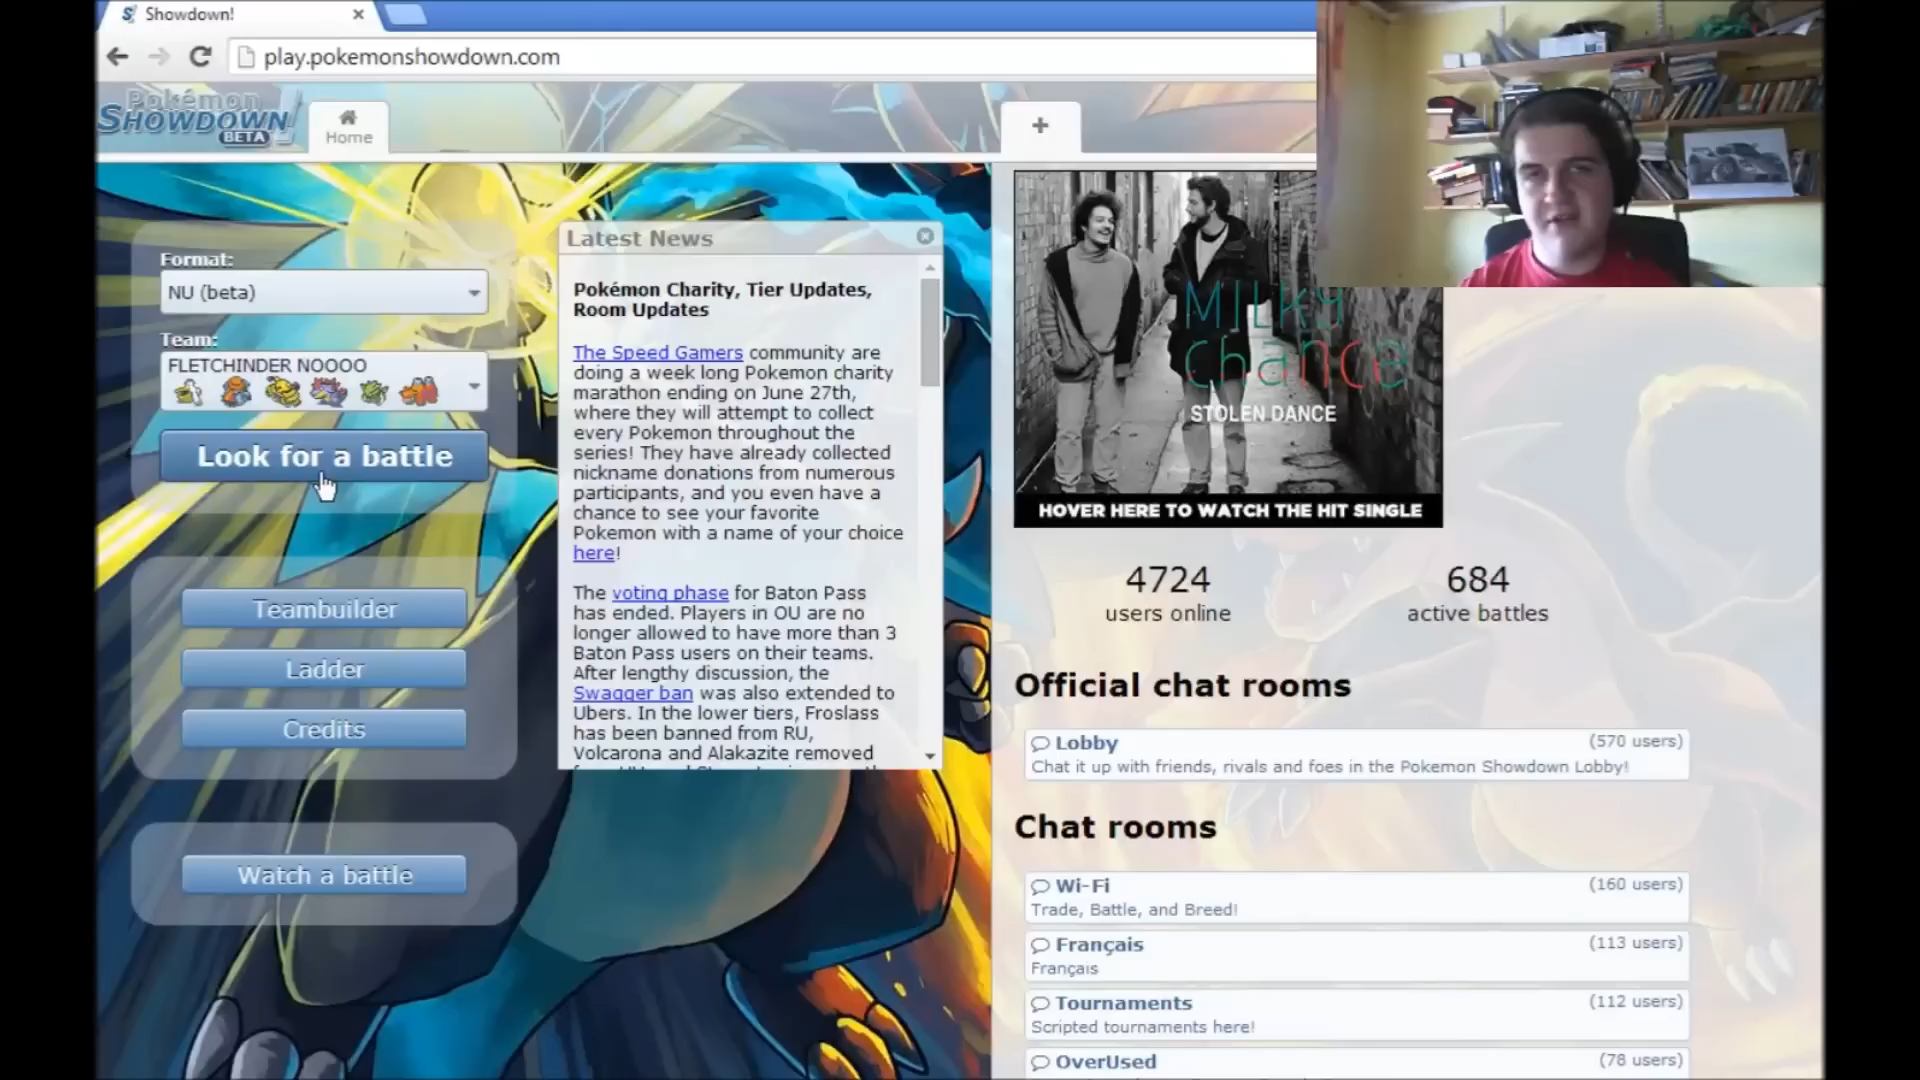 Showdown!
play.pokemonshowdown.com
Pokémon
SHOWDOWN!
BETA
Home
+
Format:
NU (beta)
Team:
FLETCHINDER NOOOO
Look for a battle
Teambuilder
Ladder
Credits
Watch a battle
Latest News
Pokémon Charity, Tier Updates,
Room Updates
The Speed Gamers community are
doing a week long Pokemon charity
marathon ending on June 27th,
where they will attempt to collect
every Pokemon throughout the
series! They have already collected
nickname donations from numerous
participants, and you even have a
chance to see your favorite
Pokemon with a name of your choice
here!
The voting phase for Baton Pass
has ended. Players in OU are no
longer allowed to have more than 3
Baton Pass users on their teams.
After lengthy discussion, the
Swagger ban was also extended to
Ubers. In the lower tiers, Froslass
has been banned from RU,
Volcarona and Alakazite removed
MILKY
chance
STOLEN DANCE
HOVER HERE TO WATCH THE HIT SINGLE
4724
users online
684
active battles
Official chat rooms
Lobby
(570 users)
Chat it up with friends, rivals and foes in the Pokemon Showdown Lobby!
Chat rooms
Wi-Fi
(160 users)
Trade, Battle, and Breed!
Français
(113 users)
Français
Tournaments
(112 users)
Scripted tournaments here!
OverUsed
(78 users)